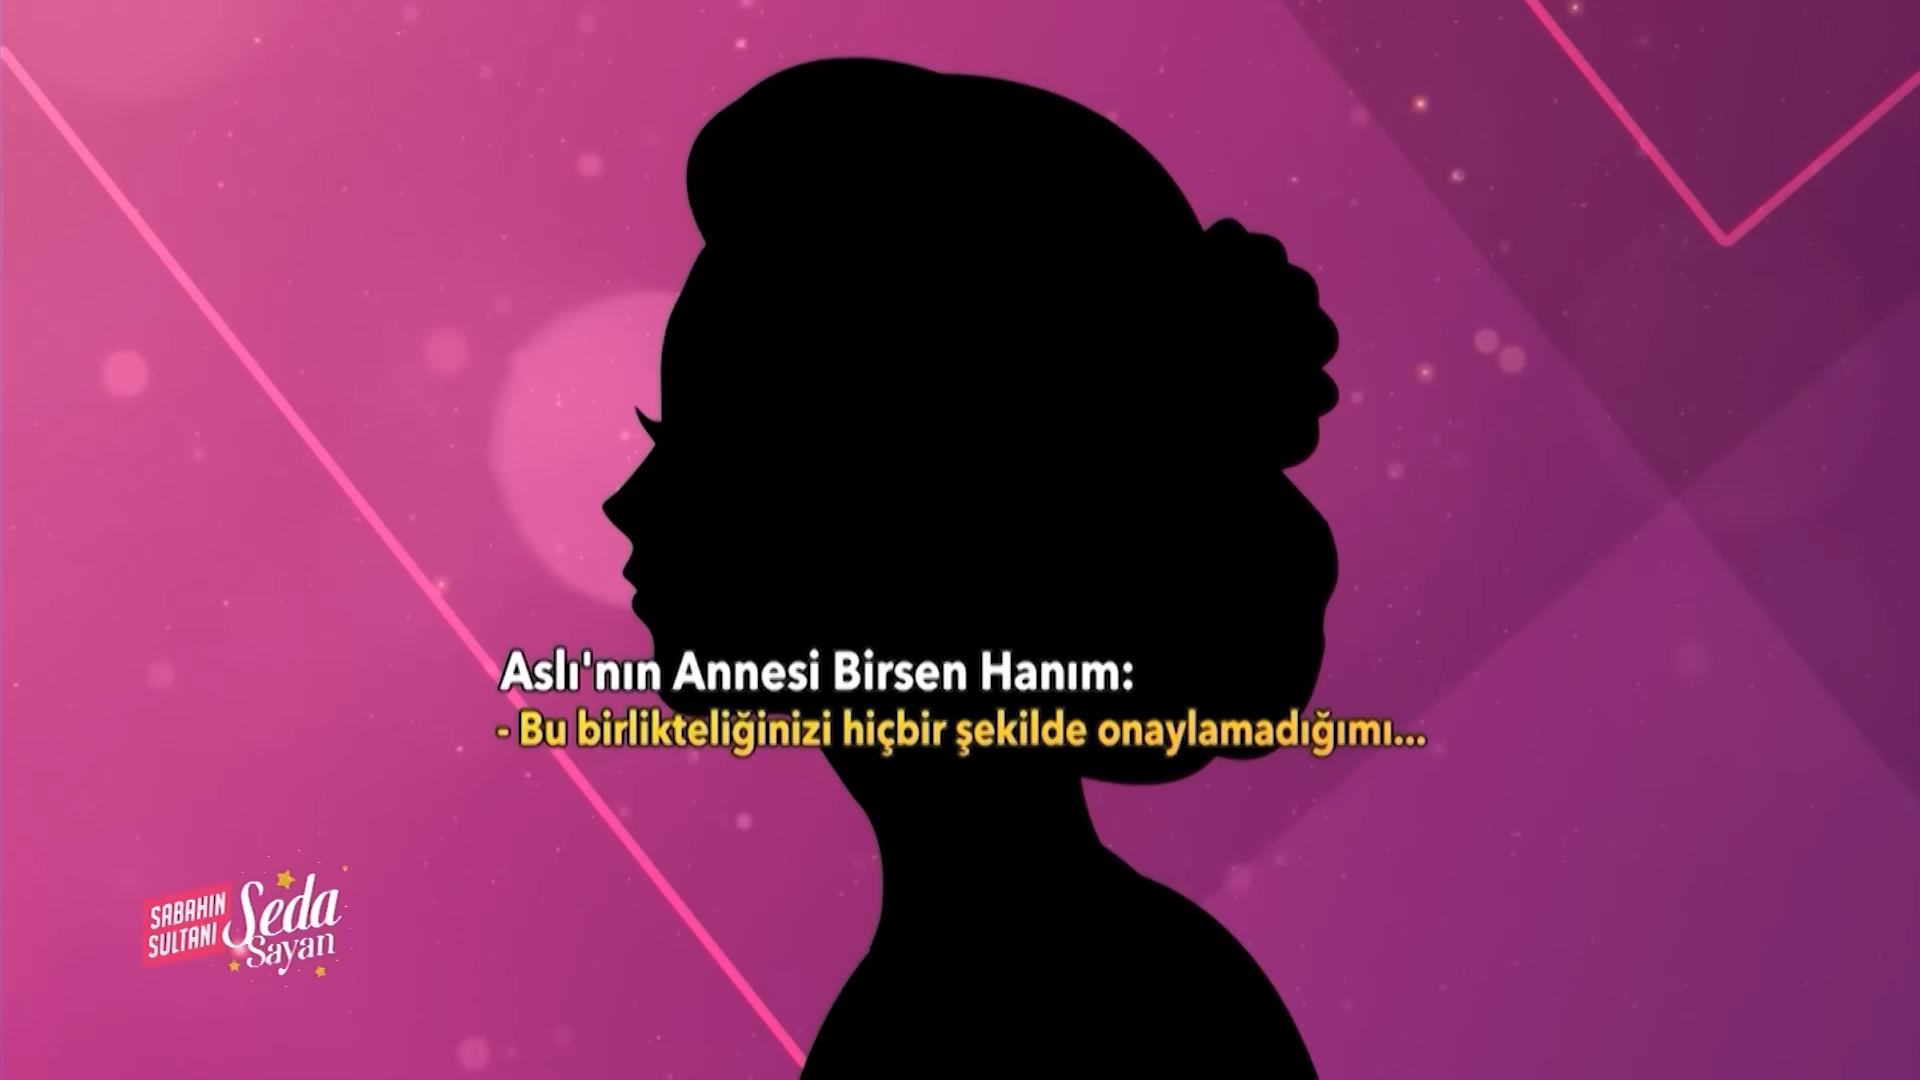 Aslı'nın Annesi Birsen Hanım:
- Bu birlikteliğinizi hiçbir şekilde onaylamadığımı...
SABAHIN
SULTANI
Seda
Sayan